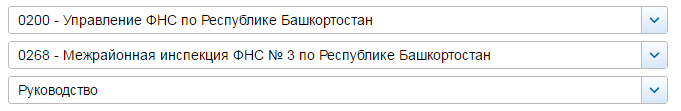 0200 - Управление ФНС по Республике Башкортостан
0268 - Межрайонная инспекция ФНС № 3 по Республике Башкортостан
Руководство